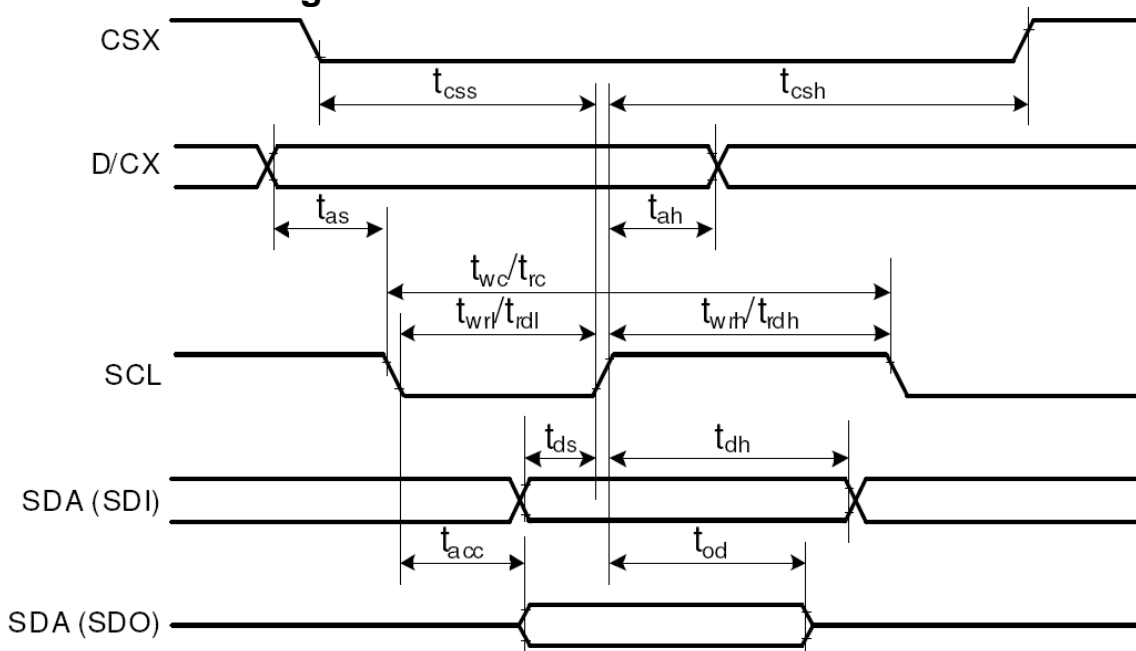 CSX
tcss
tcsh
D/CX
tas
tah
twc/trc
twrl/trdl
twrh/trdh
SCL
tds
tdh
SDA (SDI)
tacc
tod
SDA (SDO)